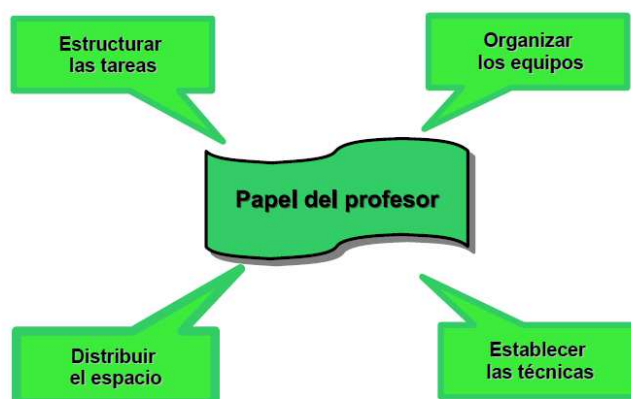 Estructurar
las tareas
Organizar
los equipos
Papel del profesor
Distribuir
el espacio
Establecer
las técnicas